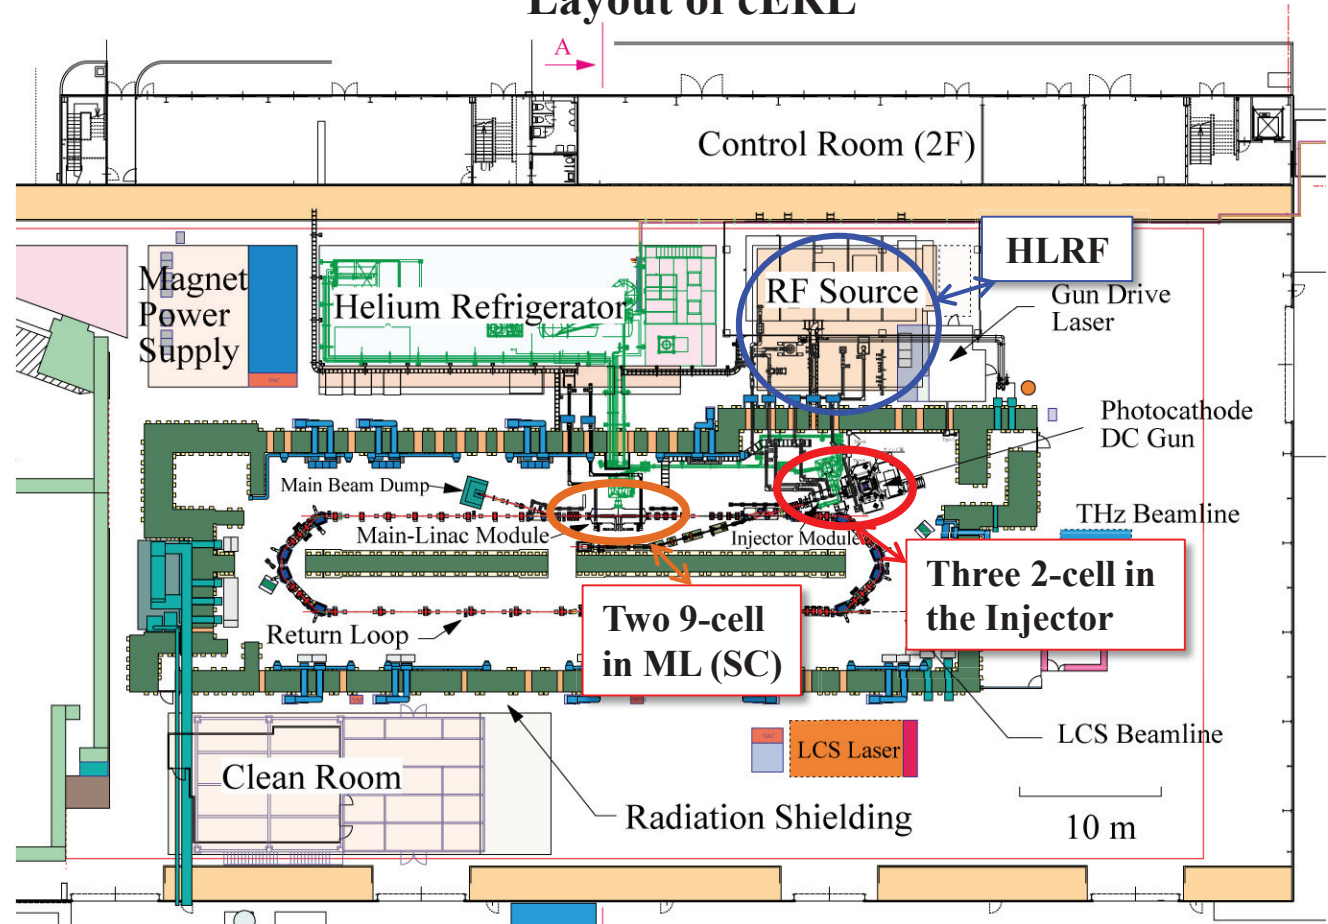 Layout of cERL
A
Control Room (2F)
HLRF
Magnet
Power
Supply
Helium Refrigerator
RF Source
Gun Drive
Laser
Photocathode
DC Gun
Main Beam Dump
THz Beamline
Main-Linac Module
Injector Module
Three 2-cell in
the Injector
Two 9-cell
in ML (SC)
Return Loop
LCS Beamline
LCS Laser
Clean Room
Radiation Shielding
10 m
UP